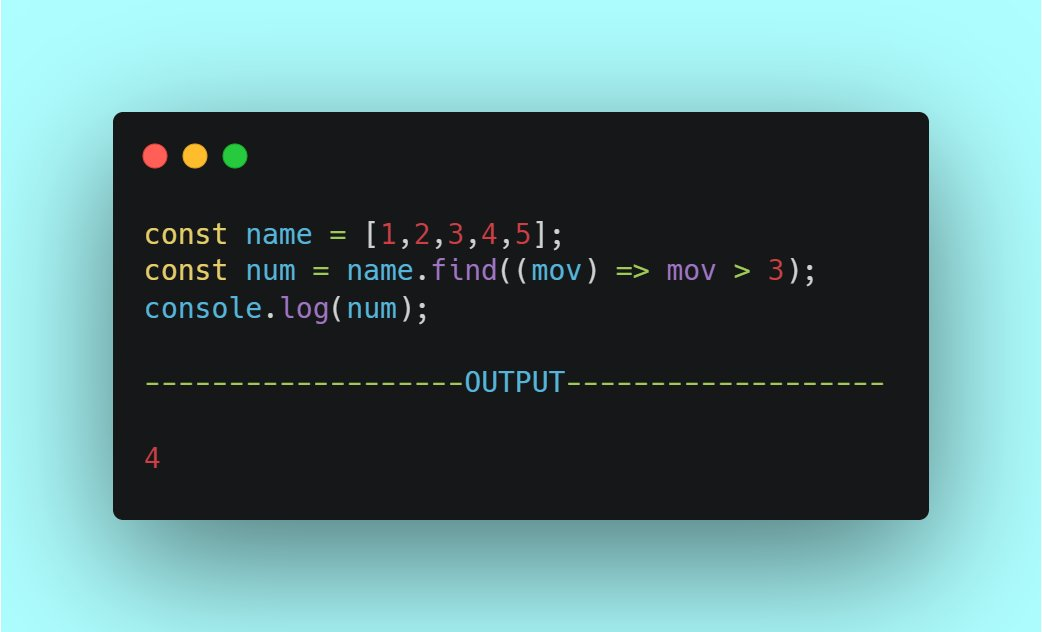 const name = [1,2,3,4,5];
const num = name.find((mov) => mov > 3);
console.log(num);
-------------------OUTPUT-------------------
4